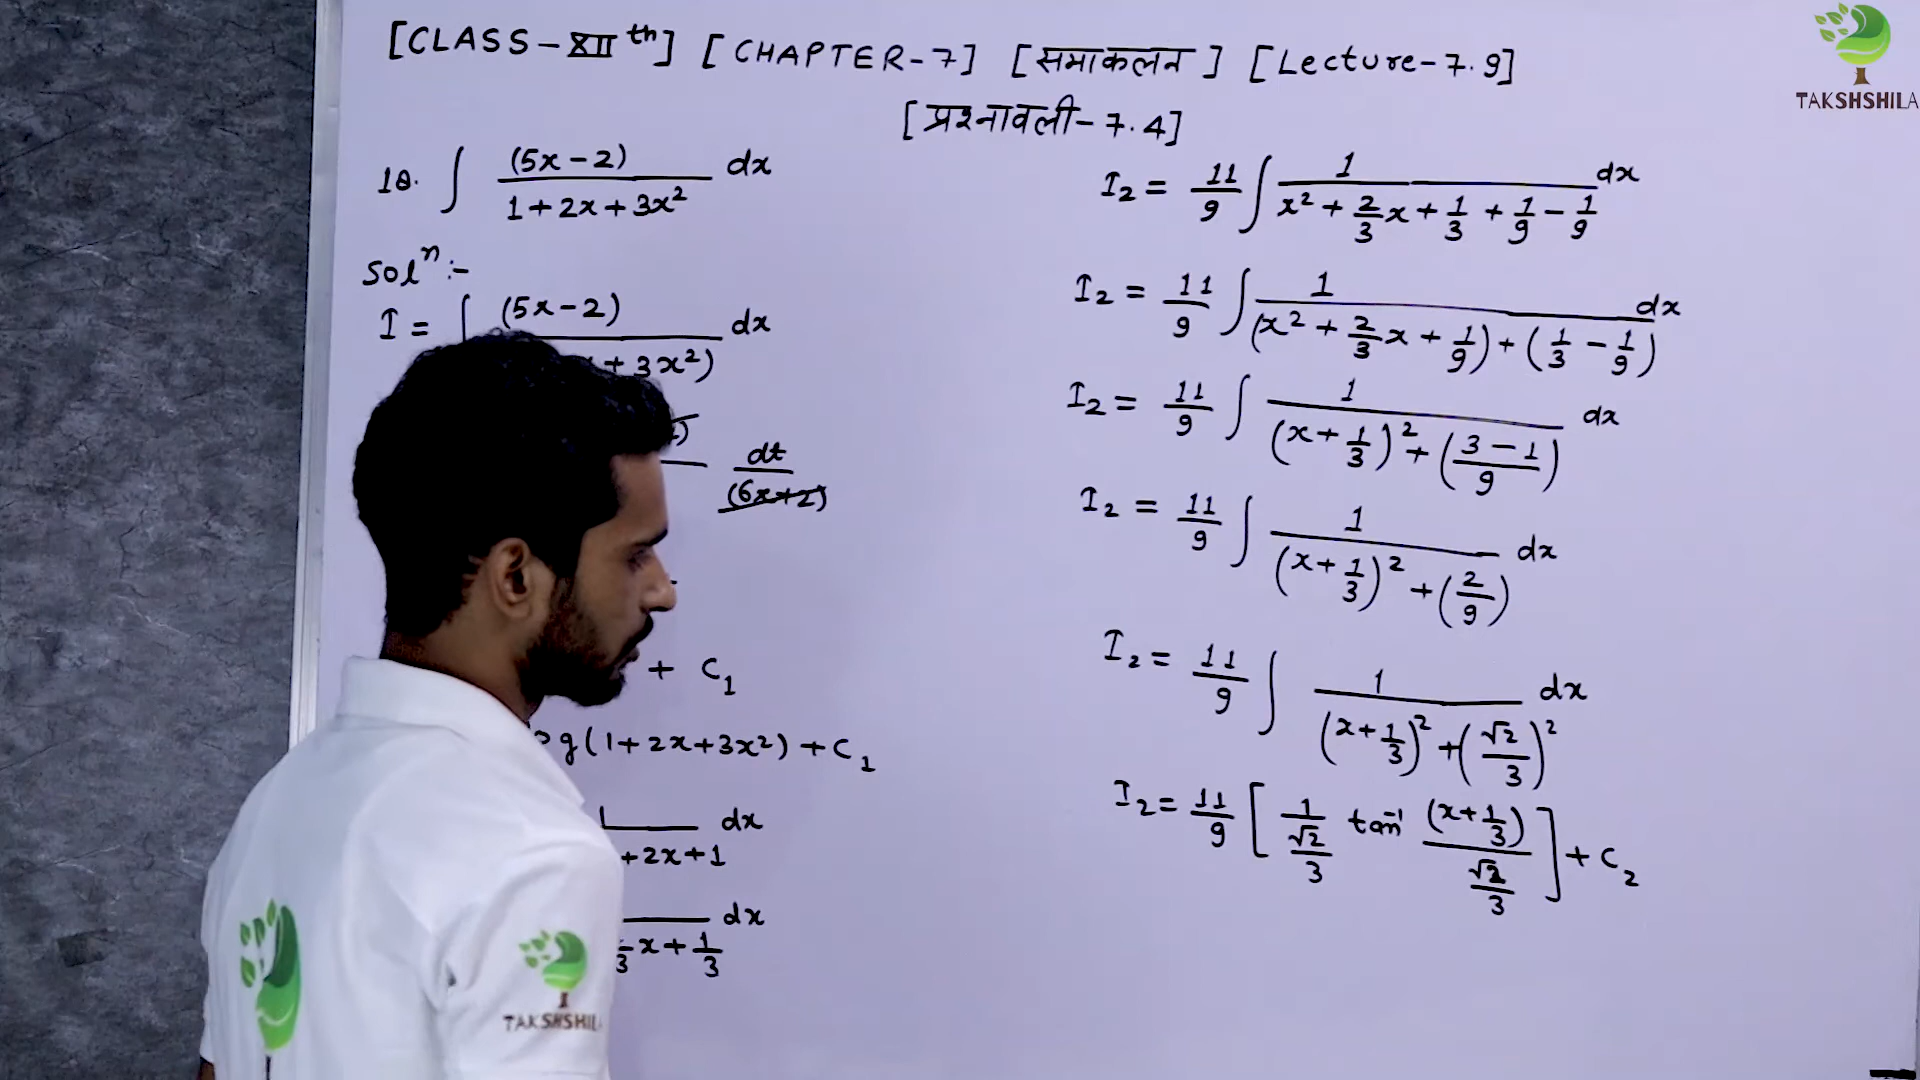 [CLASS-XIIth] [CHAPTER-7] [समाकलन] [Lecture-7.9]
[प्रश्नावली-7.4]
TAKSHSHILA
18. ∫ (5x-2) / 1+2x+3x² dx
Solⁿ:-
I = ∫ (5x-2) / + 3x²) dx
dt / (6x+2)
+ C₁
og(1+2x+3x²) + C₁
dx
+2x+1
dx
/3 x + 1/3
I₂ = 11/9 ∫ 1 / x² + 2/3 x + 1/3 + 1/9 - 1/9 dx
I₂ = 11/9 ∫ 1 / (x² + 2/3 x + 1/9) + (1/3 - 1/9) dx
I₂ = 11/9 ∫ 1 / (x + 1/3)² + (3-1 / 9) dx
I₂ = 11/9 ∫ 1 / (x + 1/3)² + (2/9) dx
I₂ = 11/9 ∫ 1 / (x + 1/3)² + (√2/3)² dx
I₂ = 11/9 [ 1 / √2/3 tan⁻¹ (x + 1/3) / √2/3 ] + C₂
TAKSHSHIL